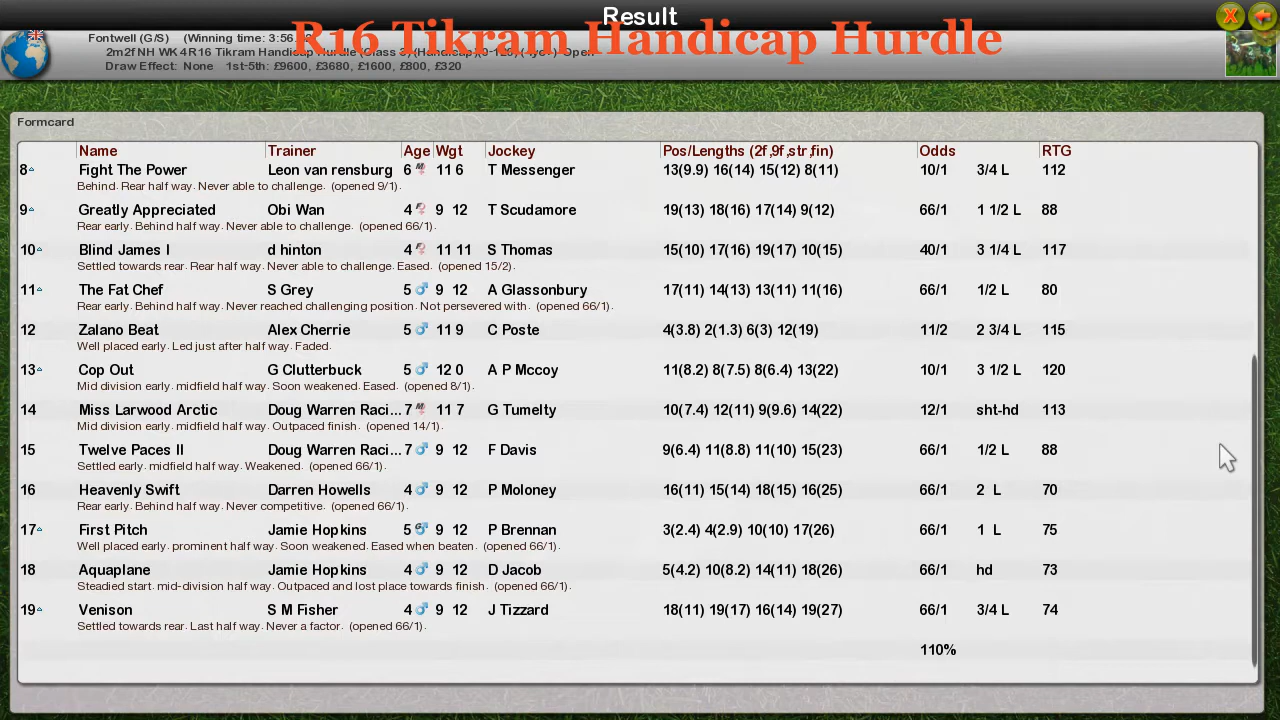 Result
R16 Tikram Handicap Hurdle
Fontwell (G/S) (Winning time: 3:56
2m2f NH WK 4 R16 Tikram Handicap Hurdle (Class 3) (Handicap) Open
Draw Effect: None 1st-5th: £9600, £3680, £1600, £800, £320
Formcard
Name Trainer Age Wgt Jockey Pos/Lengths (2f,9f,str,fin) Odds RTG
8 Fight The Power Leon van rensburg 6 11 6 T Messenger 13(9.9) 16(14) 15(12) 8(11) 10/1 3/4 L 112
Behind. Rear half way. Never able to challenge. (opened 9/1).
9 Greatly Appreciated Obi Wan 4 9 12 T Scudamore 19(13) 18(16) 17(14) 9(12) 66/1 1 1/2 L 88
Rear early. Behind half way. Never able to challenge. (opened 66/1).
10 Blind James I d hinton 4 11 11 S Thomas 15(10) 17(16) 19(17) 10(15) 40/1 3 1/4 L 117
Settled towards rear. Rear half way. Never able to challenge. Eased. (opened 15/2).
11 The Fat Chef S Grey 5 9 12 A Glassonbury 17(11) 14(13) 13(11) 11(16) 66/1 1/2 L 80
Rear early. Behind half way. Never reached challenging position. Not persevered with. (opened 66/1).
12 Zalano Beat Alex Cherrie 5 11 9 C Poste 4(3.8) 2(1.3) 6(3) 12(19) 11/2 2 3/4 L 115
Well placed early. Led just after half way. Faded.
13 Cop Out G Clutterbuck 5 12 0 A P Mccoy 11(8.2) 8(7.5) 8(6.4) 13(22) 10/1 3 1/2 L 120
Mid division early. midfield half way. Soon weakened. Eased. (opened 8/1).
14 Miss Larwood Arctic Doug Warren Raci... 7 11 7 G Tumelty 10(7.4) 12(11) 9(9.6) 14(22) 12/1 sht-hd 113
Mid division early. midfield half way. Outpaced finish. (opened 14/1).
15 Twelve Paces II Doug Warren Raci... 7 9 12 F Davis 9(6.4) 11(8.8) 11(10) 15(23) 66/1 1/2 L 88
Settled early. midfield half way. Weakened. (opened 66/1).
16 Heavenly Swift Darren Howells 4 9 12 P Moloney 16(11) 15(14) 18(15) 16(25) 66/1 2 L 70
Rear early. Behind half way. Never competitive. (opened 66/1).
17 First Pitch Jamie Hopkins 5 9 12 P Brennan 3(2.4) 4(2.9) 10(10) 17(26) 66/1 1 L 75
Well placed early. prominent half way. Soon weakened. Eased when beaten. (opened 66/1).
18 Aquaplane Jamie Hopkins 4 9 12 D Jacob 5(4.2) 10(8.2) 14(11) 18(26) 66/1 hd 73
Steadied start. mid-division half way. Outpaced and lost place towards finish. (opened 66/1).
19 Venison S M Fisher 4 9 12 J Tizzard 18(11) 19(17) 16(14) 19(27) 66/1 3/4 L 74
Settled towards rear. Last half way. Never a factor. (opened 66/1).
110%